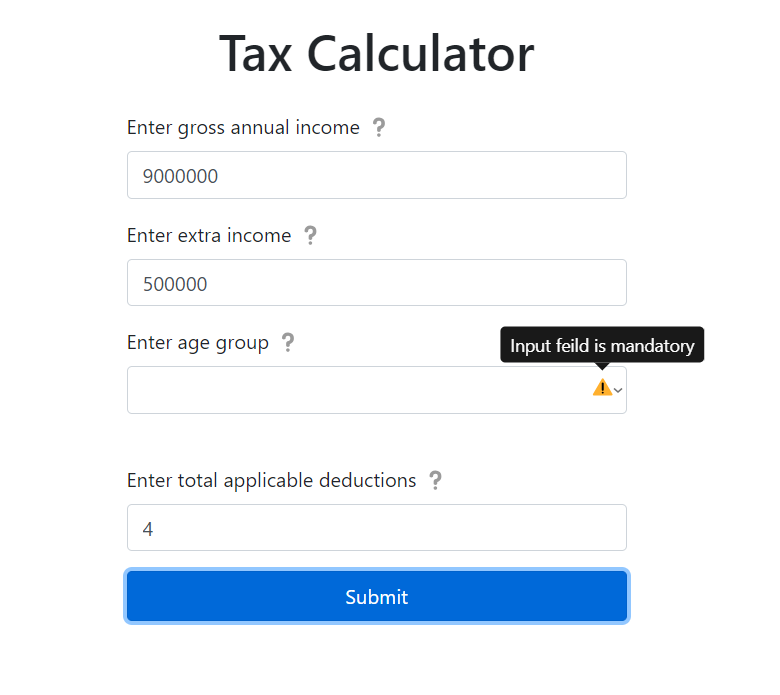 Tax Calculator
Enter gross annual income ?
9000000
Enter extra income ?
500000
Enter age group ?
Input feild is mandatory
Enter total applicable deductions ?
4
Submit